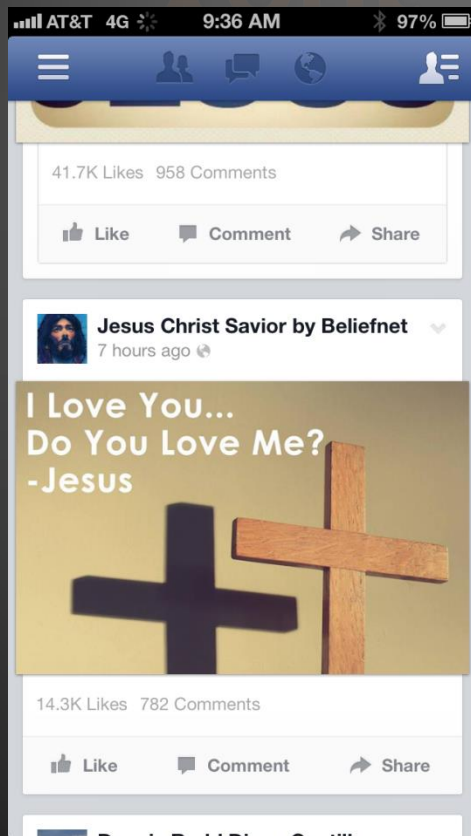 AT&T 4G 9:36 AM 97%
41.7K Likes 958 Comments
Like Comment Share
Jesus Christ Savior by Beliefnet
7 hours ago
I Love You...
Do You Love Me?
-Jesus
14.3K Likes 782 Comments
Like Comment Share